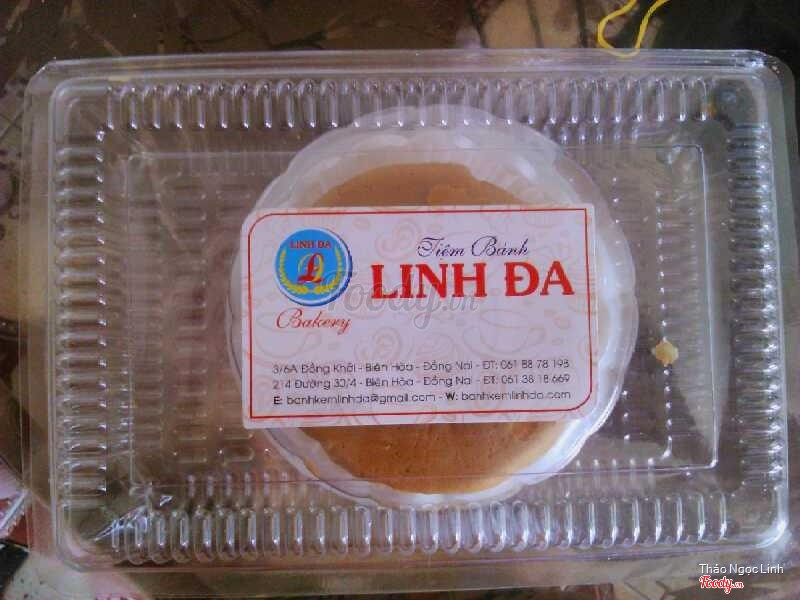 LINH ĐA
Bakery
Tiệm Bánh
LINH ĐA
Foody.vn
3/6A Đồng Khởi - Biên Hòa - Đồng Nai - ĐT: 061 88 78 198
214 Đường 30/4 - Biên Hòa - Đồng Nai - ĐT: 061 38 18 669
E: banhkemlinhda@gmail.com - W: banhkemlinhda.com
Thảo Ngọc Linh
Foody.vn